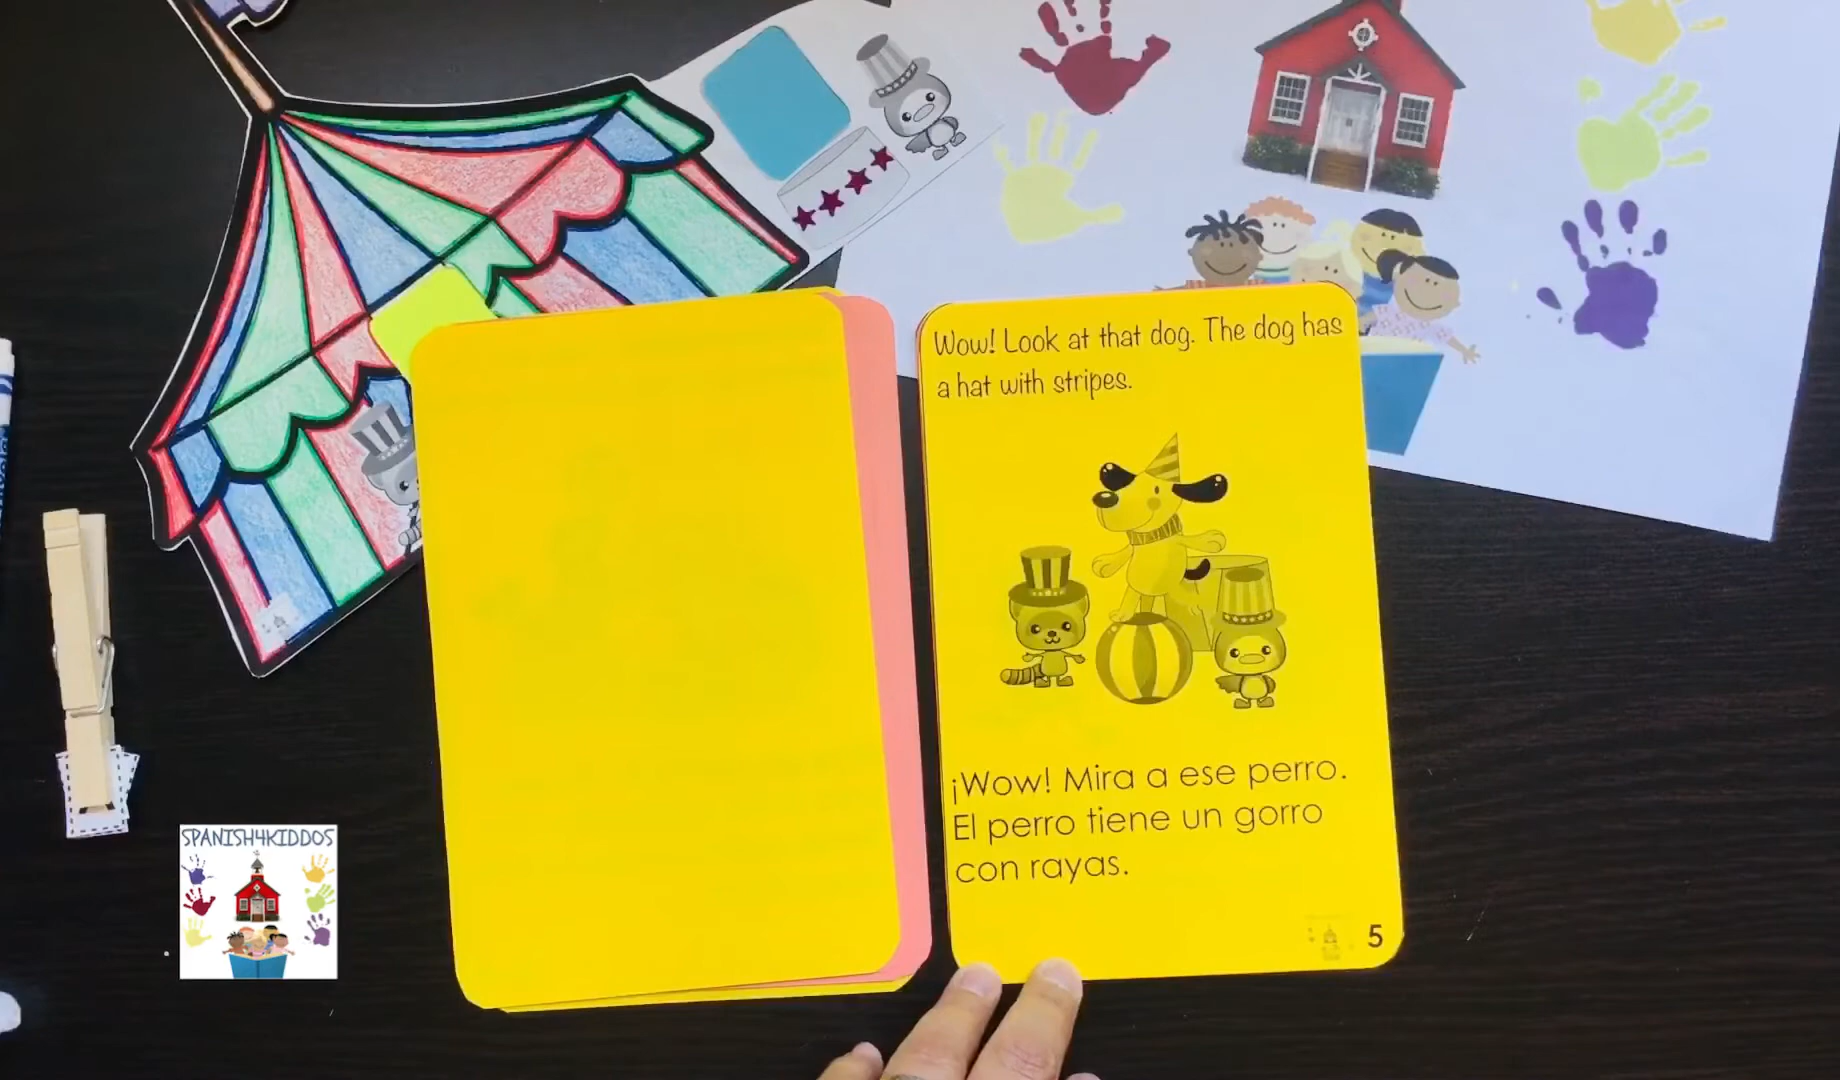 Wow! Look at that dog. The dog has
a hat with stripes.
¡Wow! Mira a ese perro.
El perro tiene un gorro
con rayas.
5
SPANISH4KIDDOS